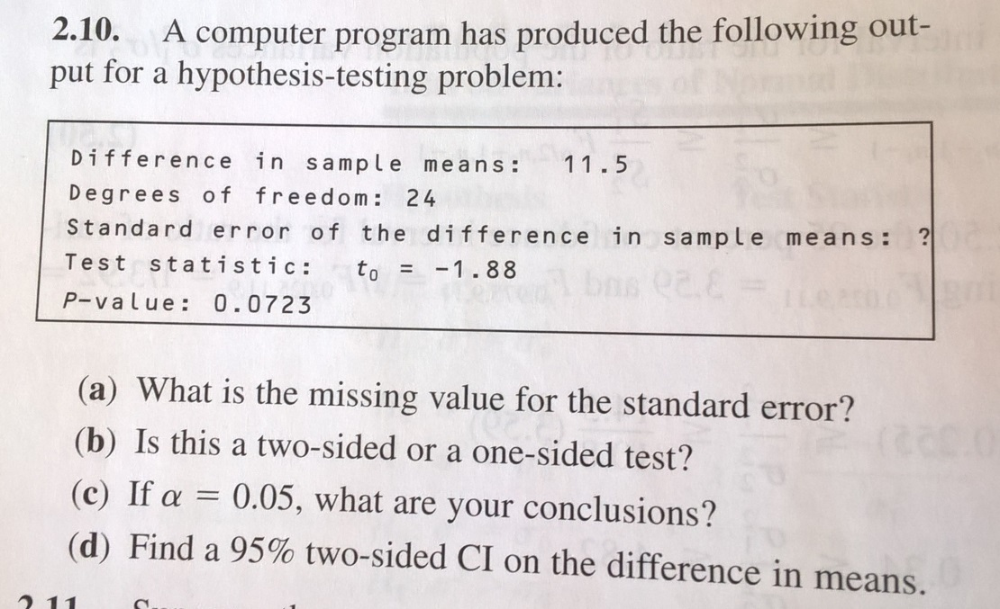 2.10. A computer program has produced the following out-
put for a hypothesis-testing problem:
Difference in sample means: 11.5
Degrees of freedom: 24
Standard error of the difference in sample means: ?
Test statistic: t₀ = -1.88
P-value: 0.0723
(a) What is the missing value for the standard error?
(b) Is this a two-sided or a one-sided test?
(c) If α = 0.05, what are your conclusions?
(d) Find a 95% two-sided CI on the difference in means.
2.11